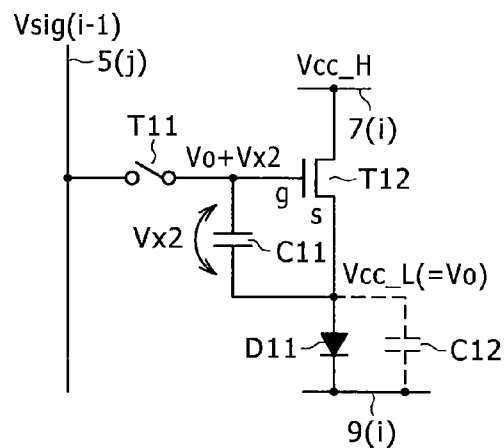 Vsig(i-1)
5(j)
Vcc_H
7(i)
T11
Vo+Vx2
T12
g
s
Vx2
C11
Vcc_L(=Vo)
D11
C12
9(i)